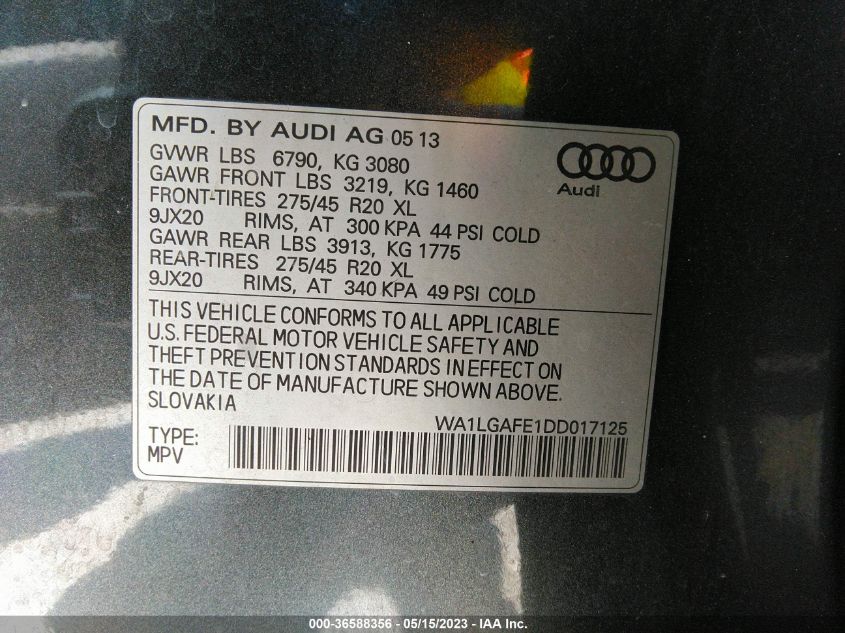 MFD. BY AUDI AG 05 13
GVWR LBS 6790, KG 3080
GAWR FRONT LBS 3219, KG 1460
FRONT-TIRES 275/45 R20 XL
9JX20 RIMS, AT 300 KPA 44 PSI COLD
GAWR REAR LBS 3913, KG 1775
REAR-TIRES 275/45 R20 XL
9JX20 RIMS, AT 340 KPA 49 PSI COLD
Audi
THIS VEHICLE CONFORMS TO ALL APPLICABLE
U.S. FEDERAL MOTOR VEHICLE SAFETY AND
THEFT PREVENTION STANDARDS IN EFFECT ON
THE DATE OF MANUFACTURE SHOWN ABOVE.
SLOVAKIA
WA1LGAFE1DD017125
TYPE:
MPV
000-36588356 - 05/15/2023 - IAA Inc.